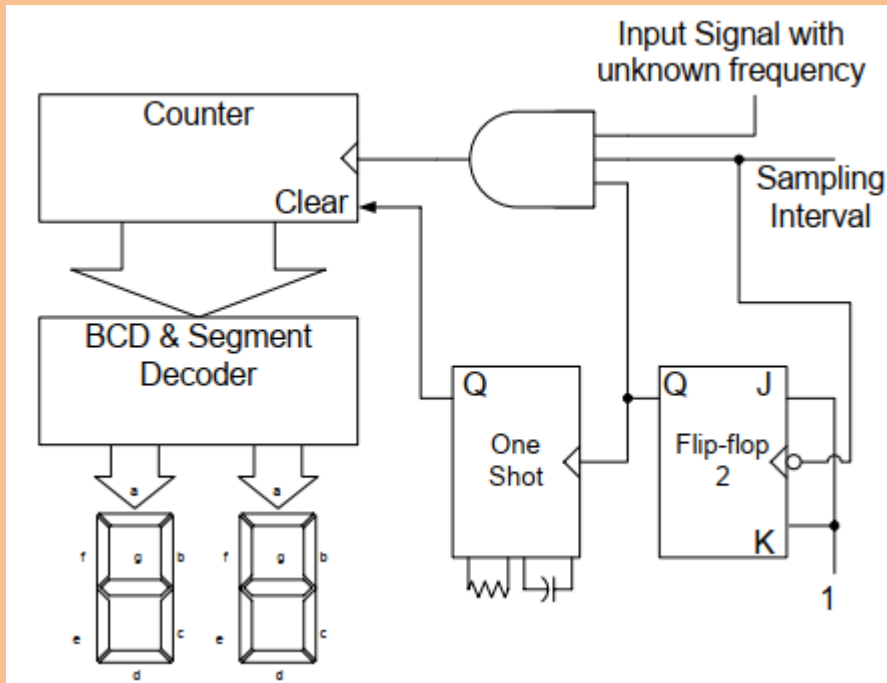 Input Signal with
unknown frequency
Counter
Clear
Sampling
Interval
BCD & Segment
Decoder
Q
One
Shot
Q
J
Flip-flop
2
K
1
a
f
g
b
e
c
d
a
f
g
b
e
c
d